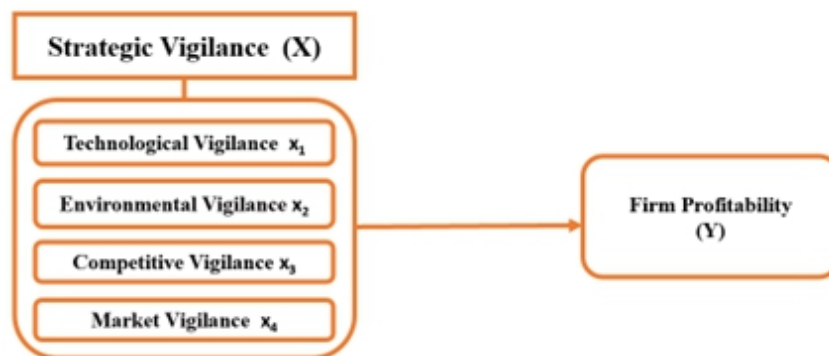 Strategic Vigilance (X)
Technological Vigilance x₁
Environmental Vigilance x₂
Competitive Vigilance x₃
Market Vigilance x₄
Firm Profitability
(Y)